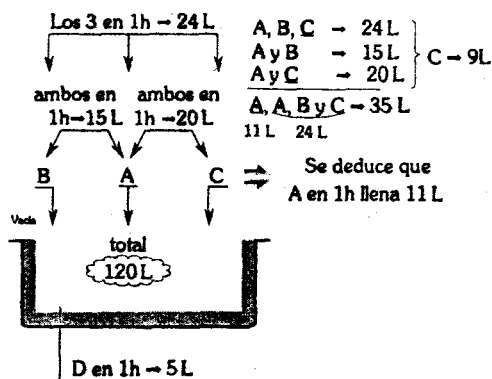 Los 3 en 1h → 24 L
ambos en
1h→15 L
ambos en
1h→20 L
B A C
Vacía
total
120 L
D en 1h → 5 L
A, B, C → 24 L
A y B → 15 L
A y C → 20 L
C → 9L
A, A, B y C → 35 L
11 L 24 L
⇒ Se deduce que
⇒ A en 1h llena 11 L